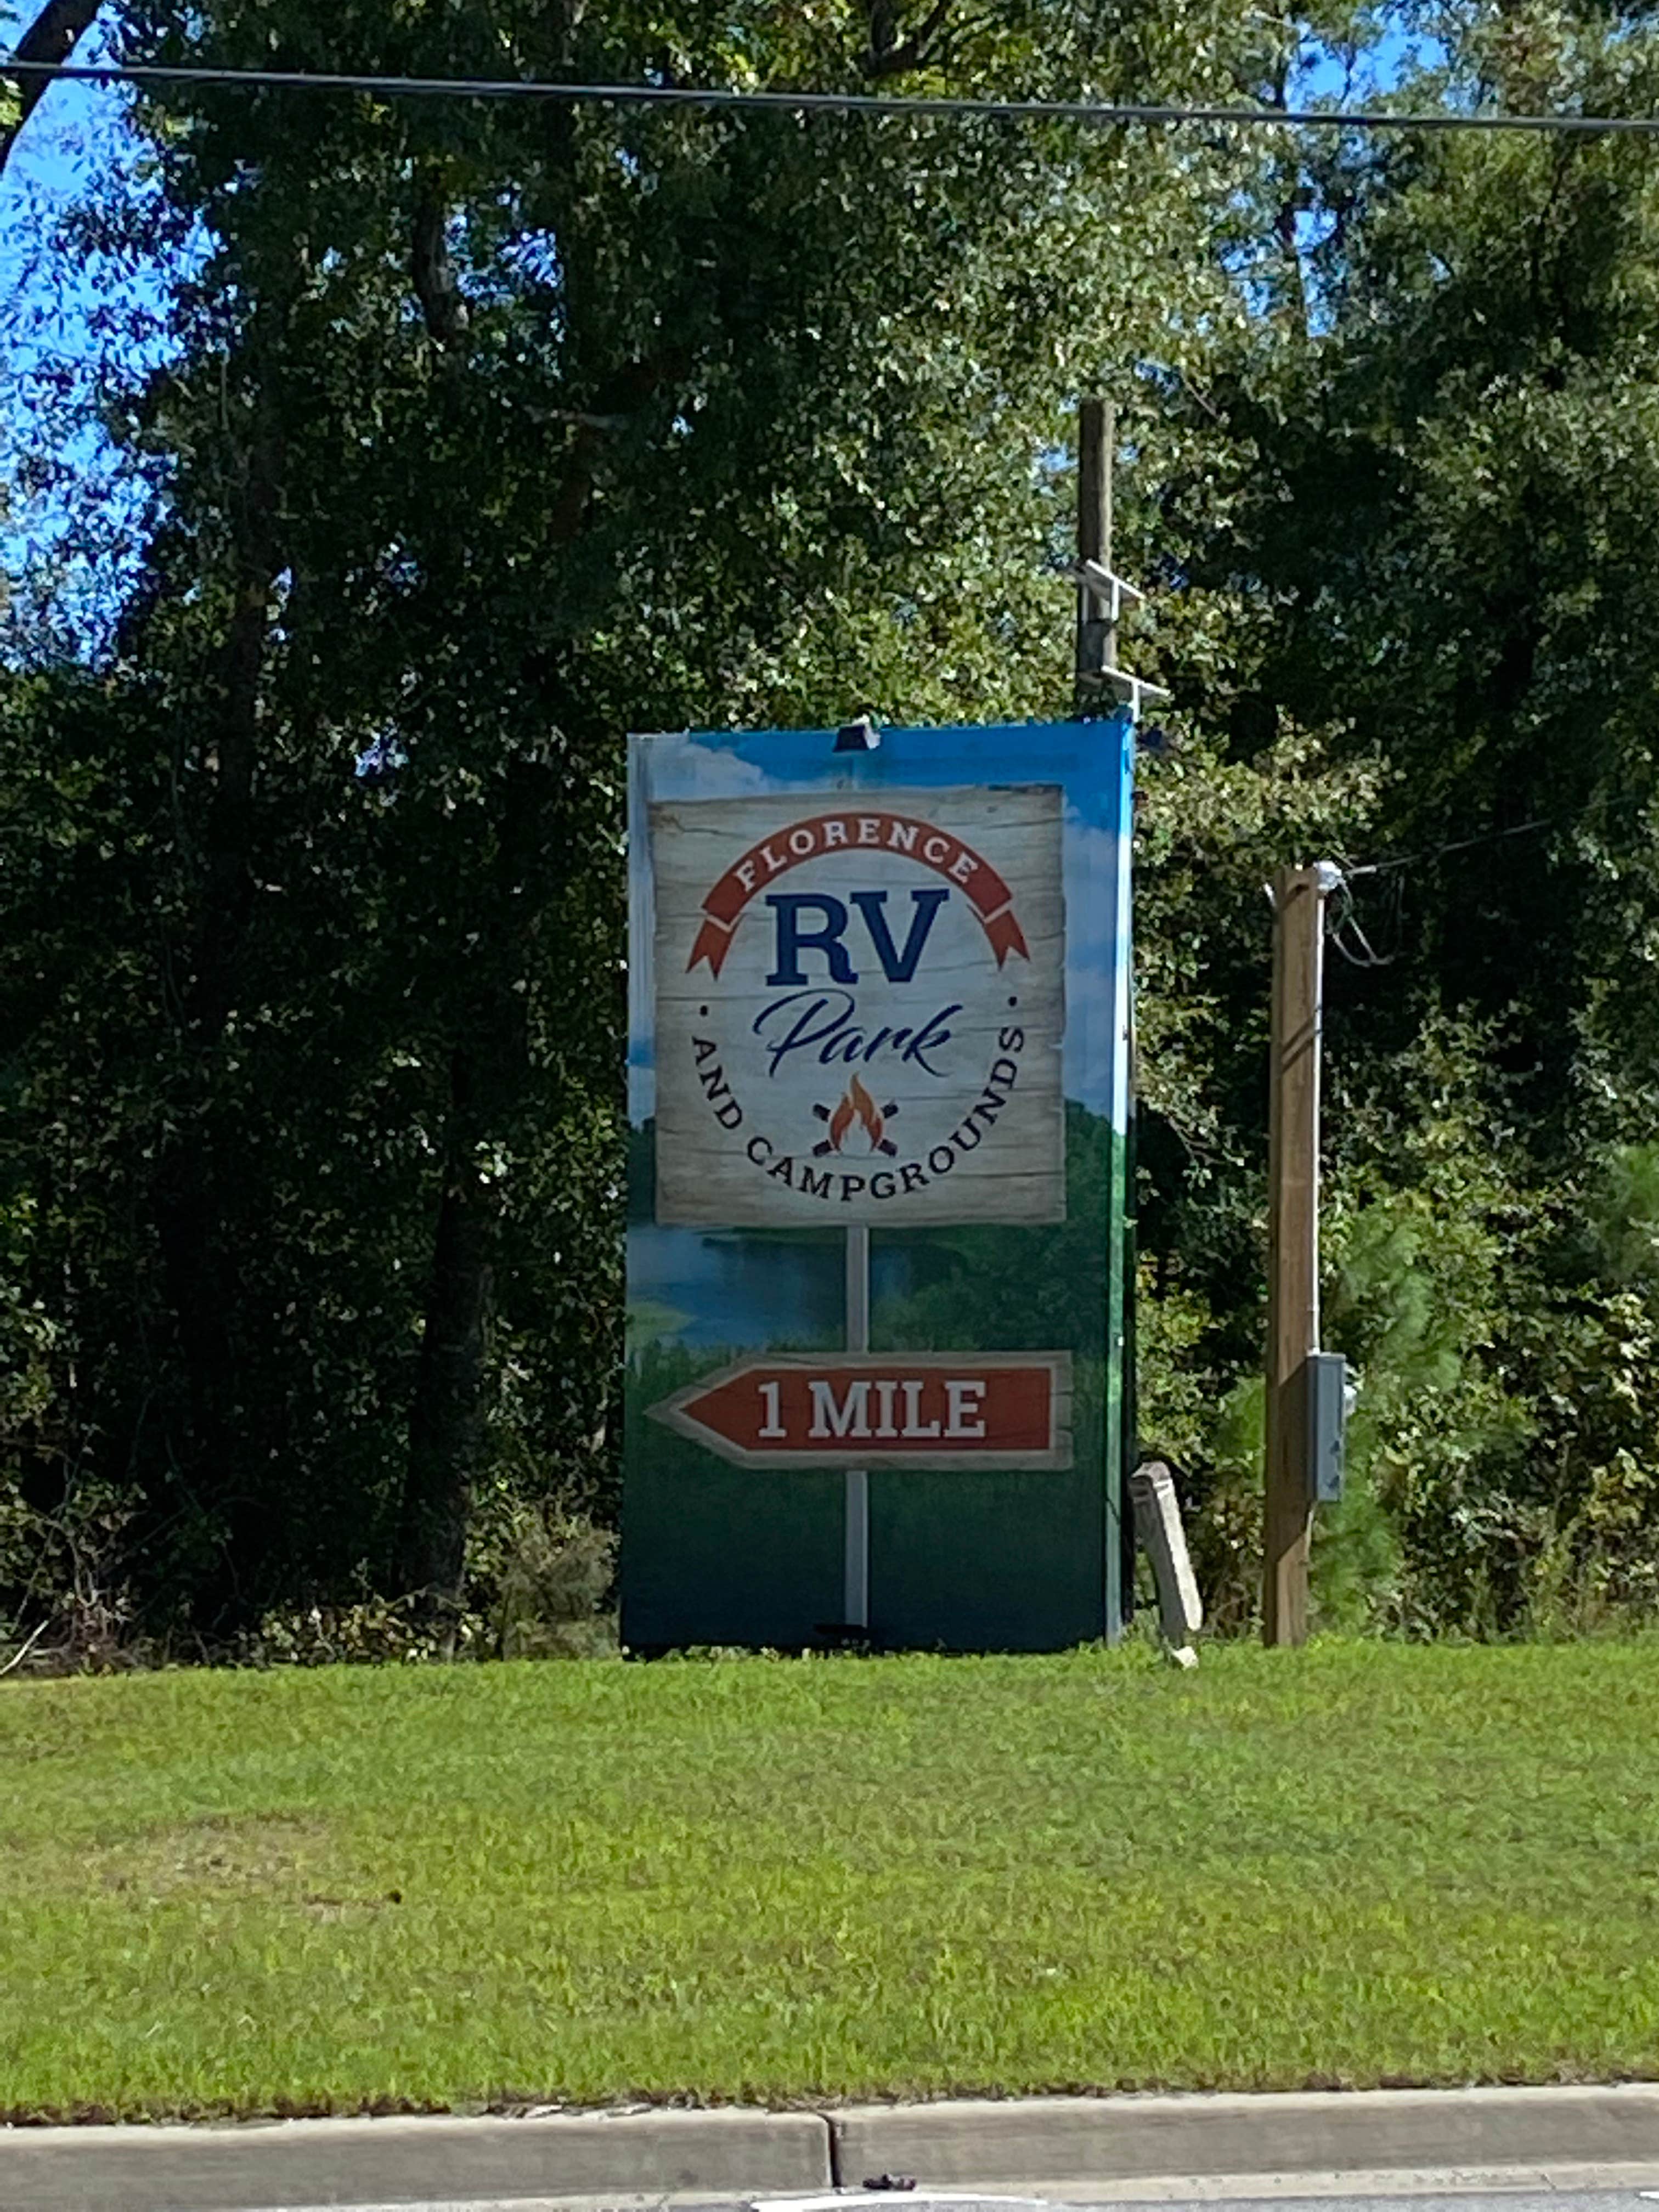 FLORENCE
RV
Park
• AND CAMPGROUNDS •
1 MILE